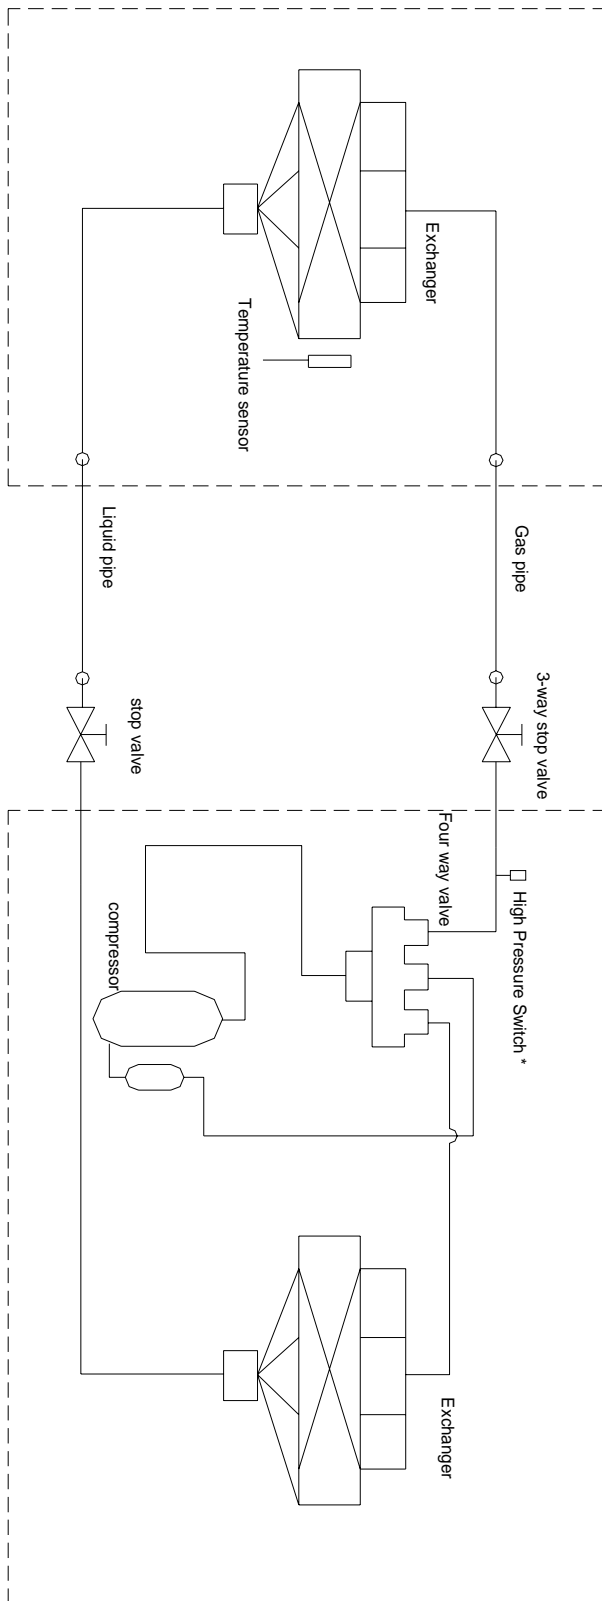 Exchanger
Temperature sensor
Gas pipe
Liquid pipe
3-way stop valve
stop valve
High Pressure Switch *
Four way valve
compressor
Exchanger